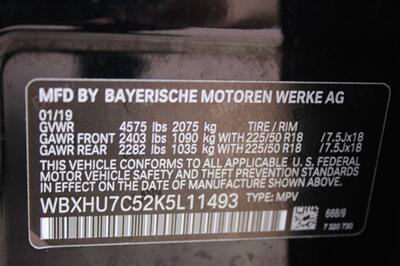 MFD BY BAYERISCHE MOTOREN WERKE AG
01/19
GVWR 4575 lbs 2075 kg TIRE / RIM
GAWR FRONT 2403 lbs 1090 kg WITH 225/50 R18 /7.5Jx18
GAWR REAR 2282 lbs 1035 kg WITH 225/50 R18 /7.5Jx18
THIS VEHICLE CONFORMS TO ALL APPLICABLE U. S. FEDERAL
MOTOR VEHICLE SAFETY AND THEFT PREVENTION STANDARDS
IN EFFECT ON THE DATE OF MANUFACTURE SHOWN ABOVE.
WBXHU7C52K5L11493 TYPE: MPV
668/9
7 320 730